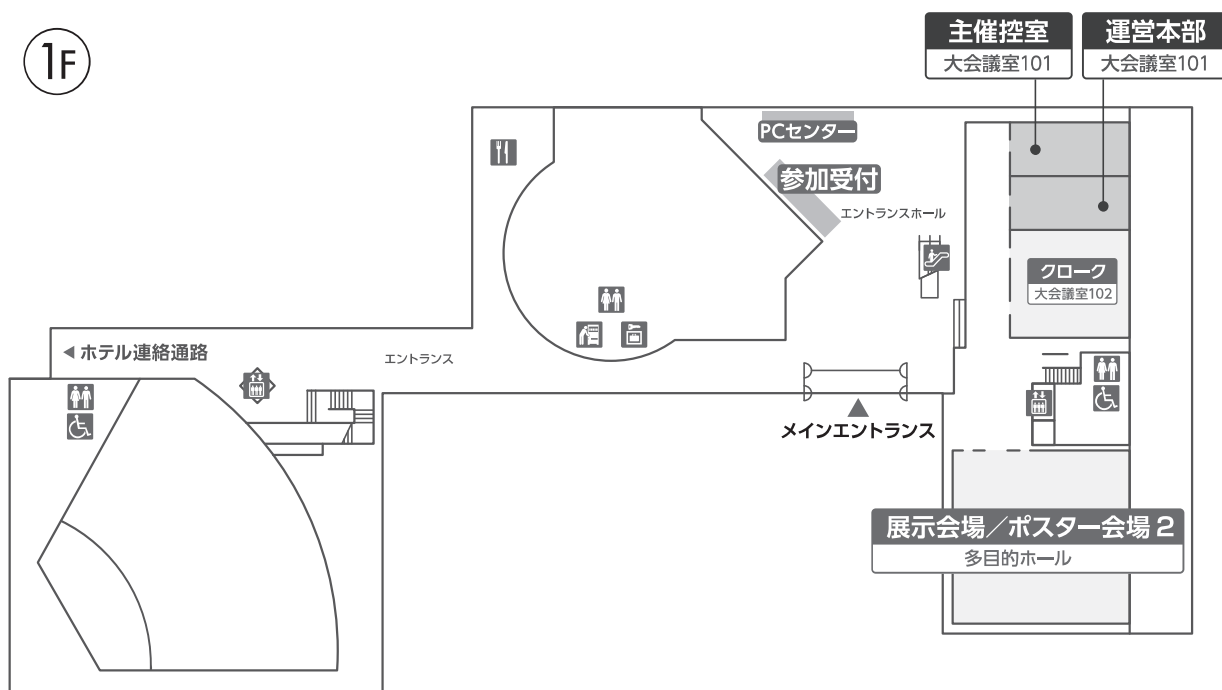 1F
主催控室
大会議室101
運営本部
大会議室101
PCセンター
参加受付
エントランスホール
クローク
大会議室102
◀ホテル連絡通路
エントランス
メインエントランス
展示会場／ポスター会場 2
多目的ホール